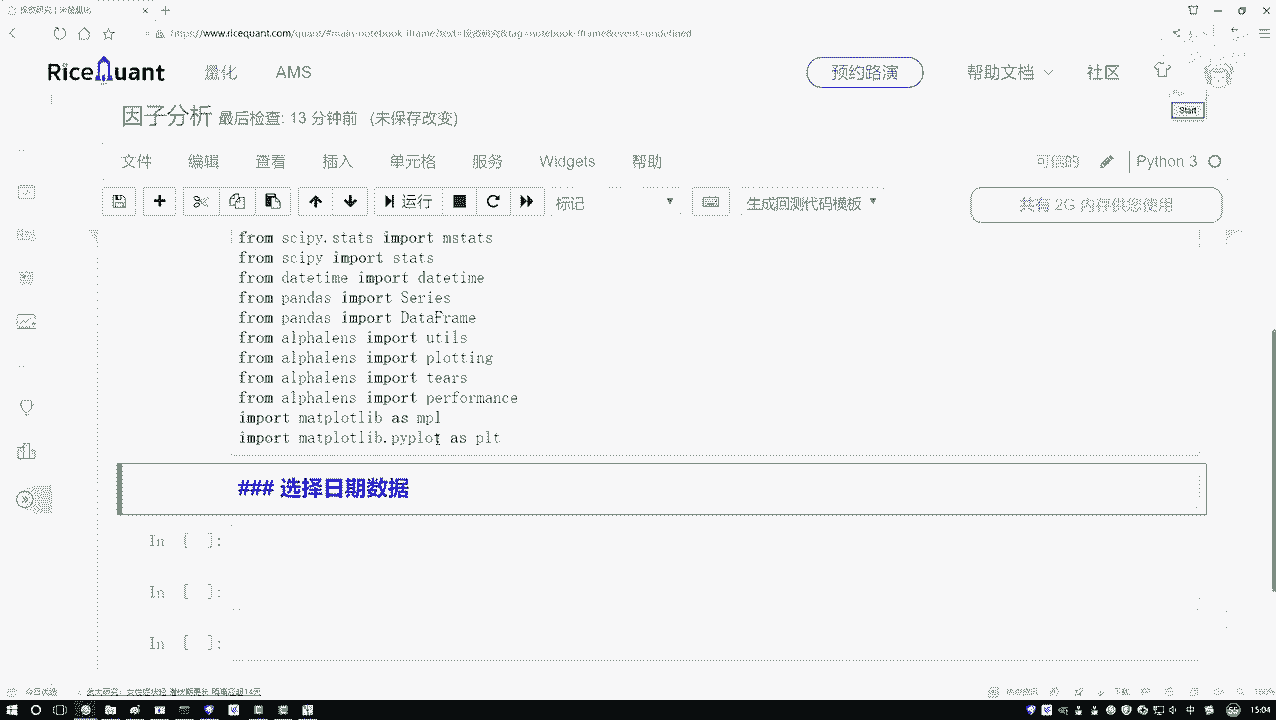 https://www.ricequant.com/quant/#main-notebook-iframe?text=
RiceQuant
量化
AMS
预约路演
帮助文档
社区
Start
因子分析 最后检查: 13 分钟前 (未保存改变)
文件 编辑 查看 插入 单元格 服务 Widgets 帮助
可信的
Python 3
运行
标记
生成回测代码模板
共有 2G 内存供您使用
from scipy.stats import mstats
from scipy import stats
from datetime import datetime
from pandas import Series
from pandas import DataFrame
from alphalens import utils
from alphalens import plotting
from alphalens import tears
from alphalens import performance
import matplotlib as mpl
import matplotlib.pyplot as plt
### 选择日期数据
In [ ]:
In [ ]:
In [ ]:
中
15:04